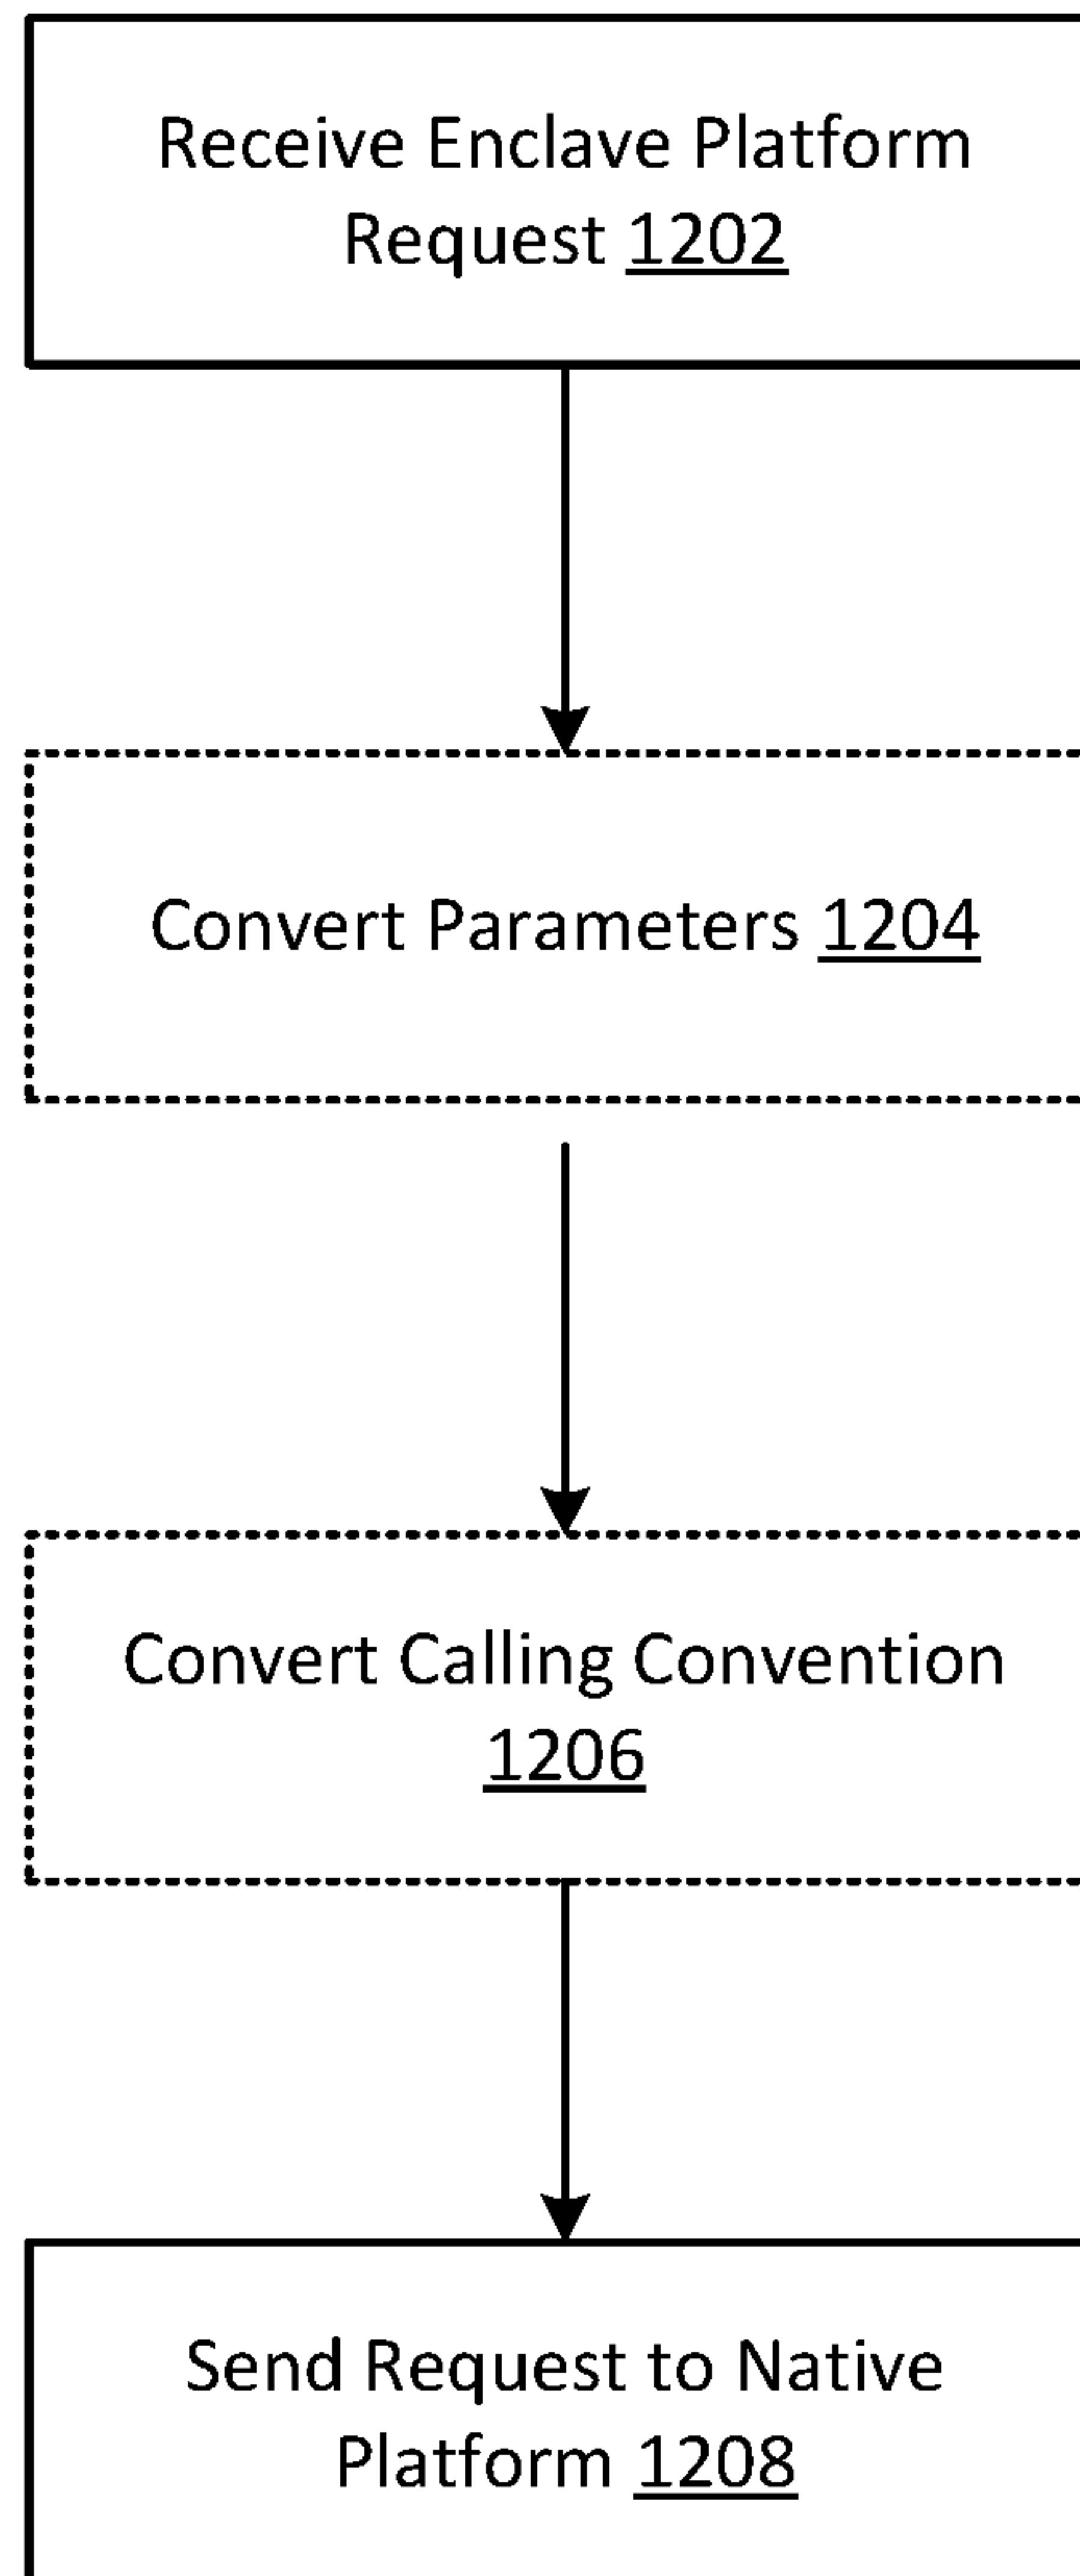 Receive Enclave Platform
Request 1202
Convert Parameters 1204
Convert Calling Convention
1206
Send Request to Native
Platform 1208